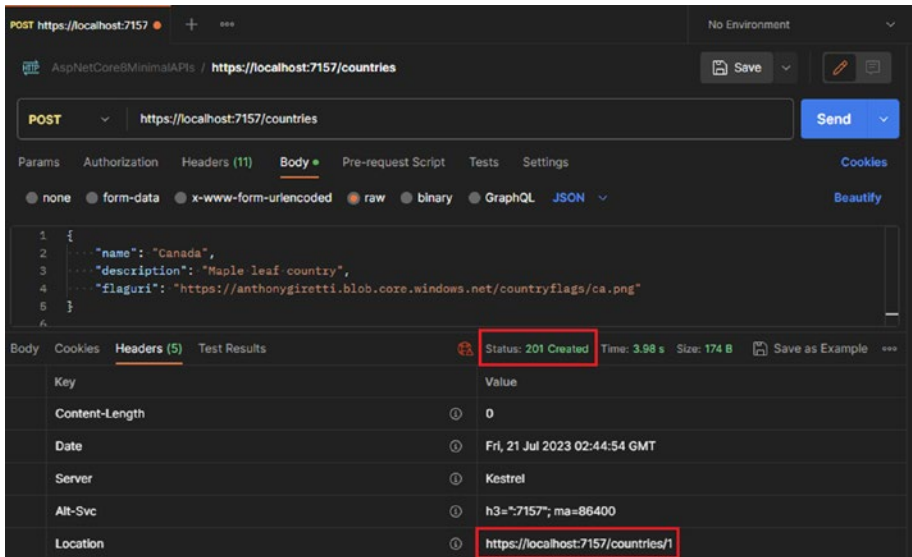 POST https://localhost:7157 + ooo No Environment
HTTP AspNetCore8MinimalAPIs / https://localhost:7157/countries Save
POST https://localhost:7157/countries Send
Params Authorization Headers (11) Body Pre-request Script Tests Settings Cookies
none form-data x-www-form-urlencoded raw binary GraphQL JSON Beautify
1 {
2 "name": "Canada",
3 "description": "Maple leaf country",
4 "flaguri": "https://anthonygiretti.blob.core.windows.net/countryflags/ca.png"
5 }
6
Body Cookies Headers (5) Test Results Status: 201 Created Time: 3.98 s Size: 174 B Save as Example ooo
Key Value
Content-Length 0
Date Fri, 21 Jul 2023 02:44:54 GMT
Server Kestrel
Alt-Svc h3=":7157"; ma=86400
Location https://localhost:7157/countries/1